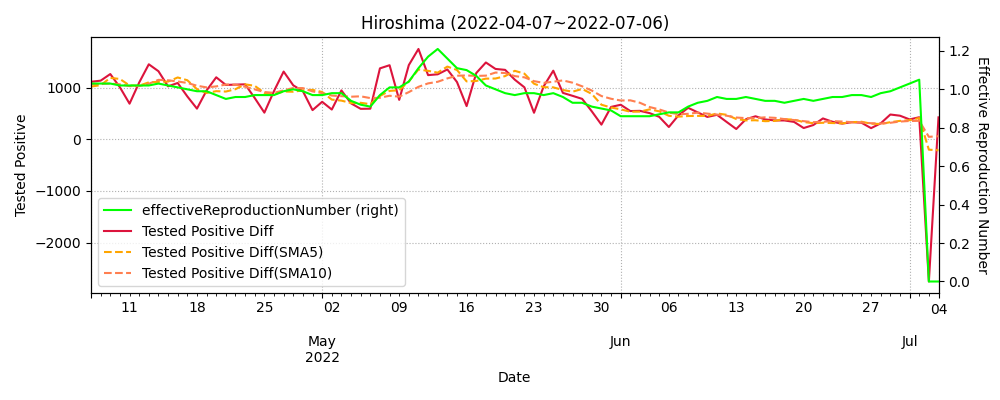 Hiroshima (2022-04-07~2022-07-06)
Tested Positive
1000
0
−1000
−2000
1.2
1.0
0.8
0.6
0.4
0.2
0.0
Effective Reproduction Number
effectiveReproductionNumber (right)
Tested Positive Diff
Tested Positive Diff(SMA5)
Tested Positive Diff(SMA10)
11 18 25 02 09 16 23 30 06 13 20 27 04
May Jun Jul
2022
Date